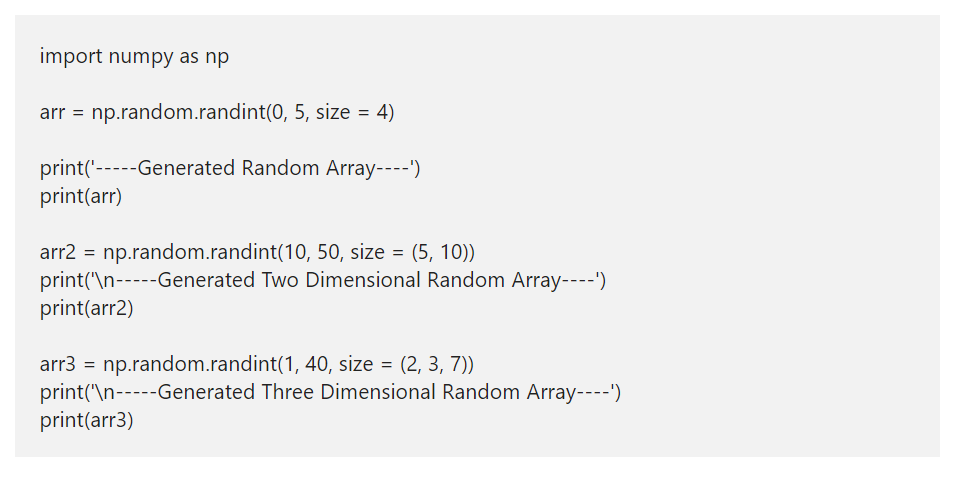 import numpy as np
arr = np.random.randint(0, 5, size = 4)
print('-----Generated Random Array----')
print(arr)
arr2 = np.random.randint(10, 50, size = (5, 10))
print('\n-----Generated Two Dimensional Random Array----')
print(arr2)
arr3 = np.random.randint(1, 40, size = (2, 3, 7))
print('\n-----Generated Three Dimensional Random Array----')
print(arr3)